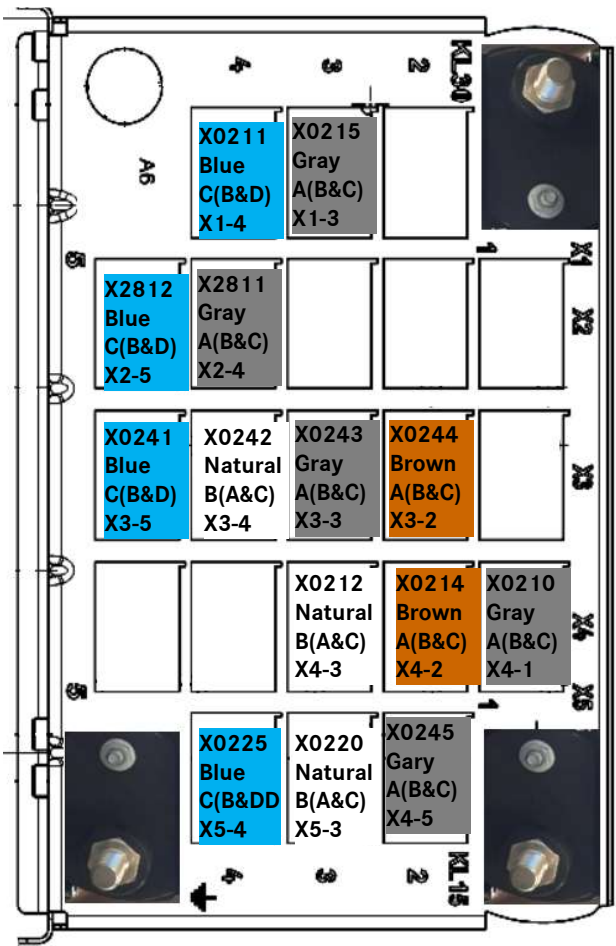 4 3 2 KL30
A6
X0211
Blue
C(B&D)
X1-4
X0215
Gray
A(B&C)
X1-3
5 1 X1
X2812
Blue
C(B&D)
X2-5
X2811
Gray
A(B&C)
X2-4
X2
X0241
Blue
C(B&D)
X3-5
X0242
Natural
B(A&C)
X3-4
X0243
Gray
A(B&C)
X3-3
X0244
Brown
A(B&C)
X3-2
X3
X0212
Natural
B(A&C)
X4-3
X0214
Brown
A(B&C)
X4-2
X0210
Gray
A(B&C)
X4-1
X4
5 1 X5
X0225
Blue
C(B&DD
X5-4
X0220
Natural
B(A&C)
X5-3
X0245
Gary
A(B&C)
X4-5
4 3 2 KL15